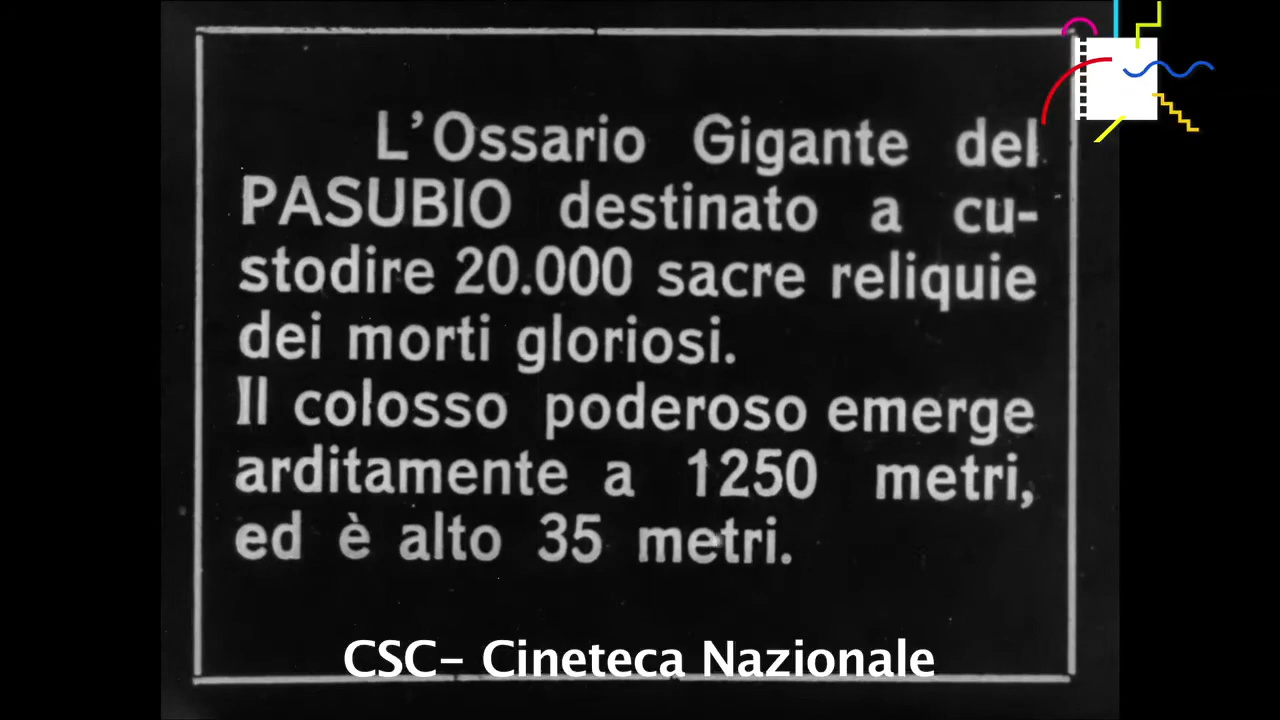 L'Ossario Gigante del
PASUBIO destinato a cu-
stodire 20.000 sacre reliquie
dei morti gloriosi.
Il colosso poderoso emerge
arditamente a 1250 metri,
ed è alto 35 metri.
CSC– Cineteca Nazionale